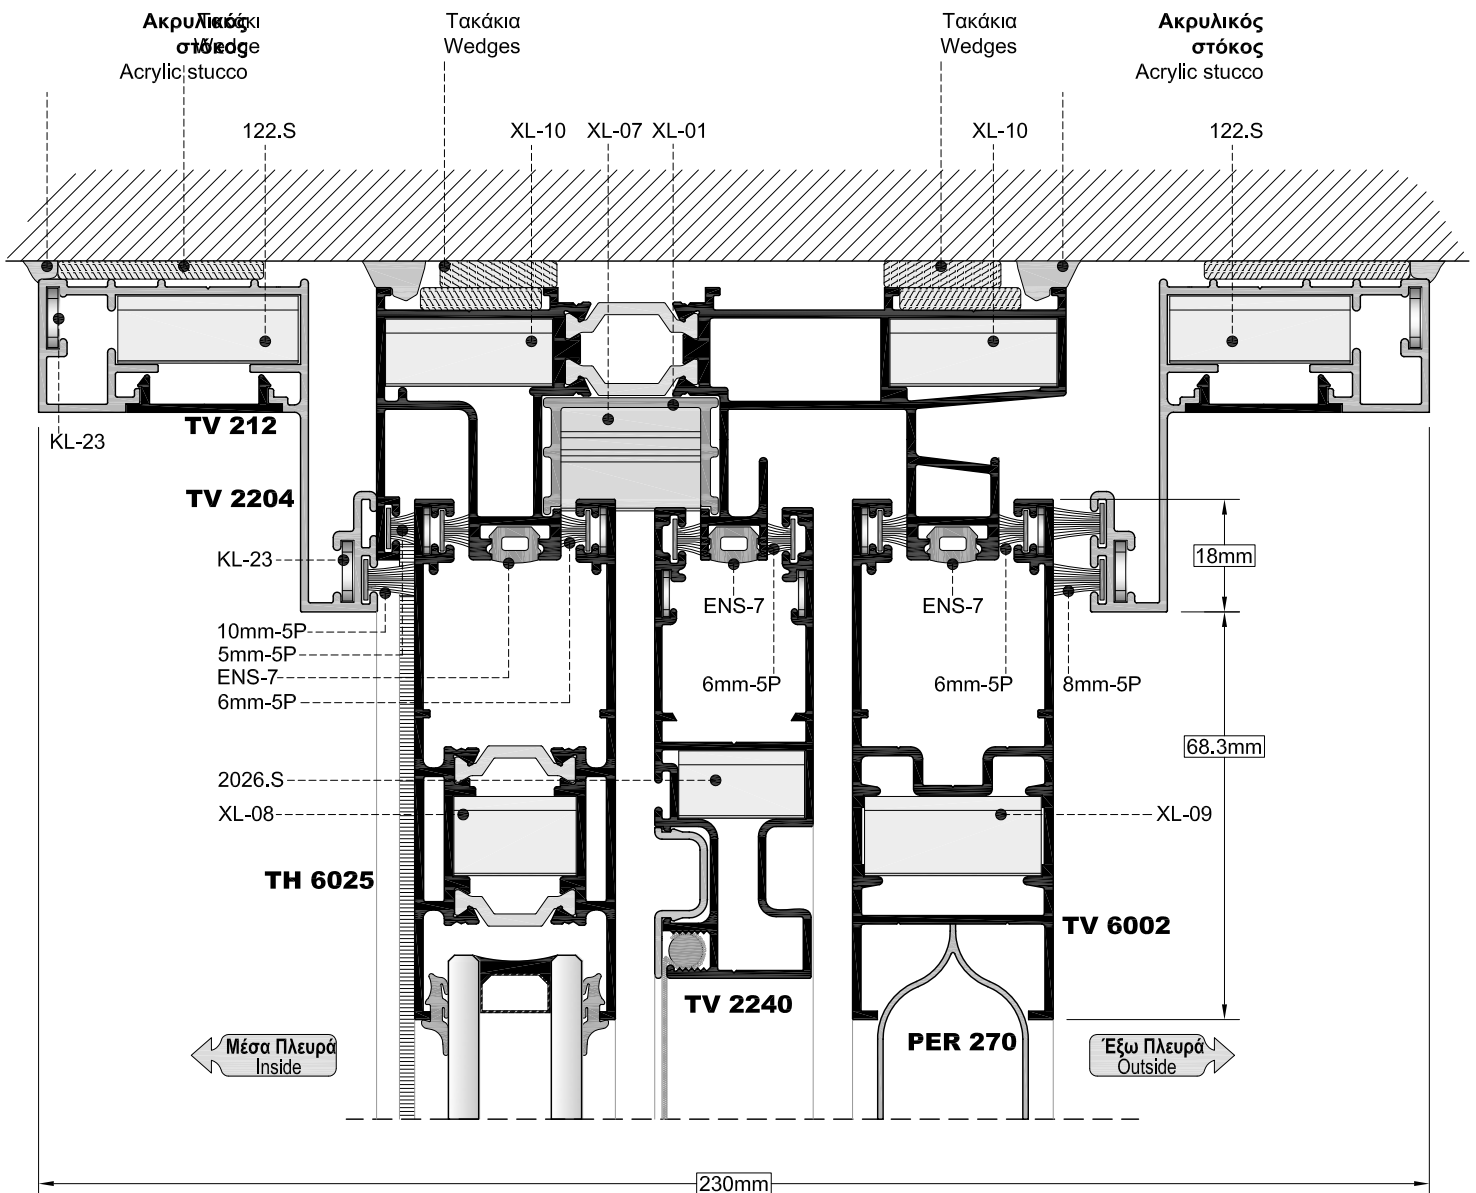 Ακρυλικός
στόκος
Acrylic stucco
Τακάκι
Wedge
Τακάκια
Wedges
Τακάκια
Wedges
Ακρυλικός
στόκος
Acrylic stucco
122.S
XL-10
XL-07
XL-01
XL-10
122.S
TV 212
KL-23
TV 2204
KL-23
18mm
ENS-7
ENS-7
10mm-5P
5mm-5P
ENS-7
6mm-5P
6mm-5P
6mm-5P
8mm-5P
68.3mm
2026.S
XL-08
XL-09
TH 6025
TV 6002
TV 2240
PER 270
Μέσα Πλευρά
Inside
Έξω Πλευρά
Outside
230mm